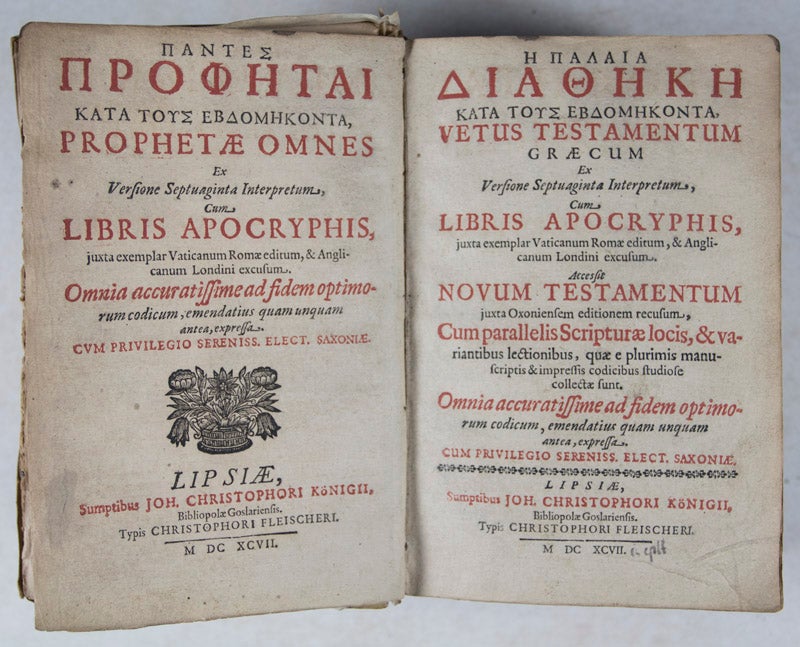 ΠΑΝΤΕΣ
ΠΡΟΦΗΤΑΙ
ΚΑΤΑ ΤΟΥΣ ΕΒΔΟΜΗΚΟΝΤΑ,
PROPHETÆ OMNES
Ex
Verſione Septuaginta Interpretum,
Cum
LIBRIS APOCRYPHIS,
juxta exemplar Vaticanum Romæ editum, & Angli-
canum Londini excuſum.
Omnia accuratiſſime ad fidem optimo-
rum codicum, emendatius quam unquam
antea, expreſſa.
CVM PRIVILEGIO SERENISS. ELECT. SAXONIÆ.
LIPSIÆ,
Sumptibus JOH. CHRISTOPHORI KöNIGII,
Bibliopolæ Goslarienſis.
Typis CHRISTOPHORI FLEISCHERI.
M DC XCVII.
Η ΠΑΛΑΙΑ
ΔΙΑΘΗΚΗ
ΚΑΤΑ ΤΟΥΣ ΕΒΔΟΜΗΚΟΝΤΑ,
VETUS TESTAMENTUM
GRÆCUM
Ex
Verſione Septuaginta Interpretum,
Cum
LIBRIS APOCRYPHIS,
juxta exemplar Vaticanum Romæ editum, & Angli-
canum Londini excuſum.
Acceſſit
NOVUM TESTAMENTUM
juxta Oxonienſem editionem recuſum,
Cum parallelis Scripturæ locis, & va-
riantibus lectionibus, quæ e plurimis manu-
ſcriptis & impreſſis codicibus ſtudioſe
collectæ ſunt.
Omnia accuratiſſime ad fidem optimo-
rum codicum, emendatius quam unquam
antea, expreſſa.
CUM PRIVILEGIO SERENISS. ELECT. SAXONIÆ.
LIPSIÆ,
Sumptibus JOH. CHRISTOPHORI KöNIGII,
Bibliopolæ Goslarienſis.
Typis CHRISTOPHORI FLEISCHERI.
M DC XCVII.